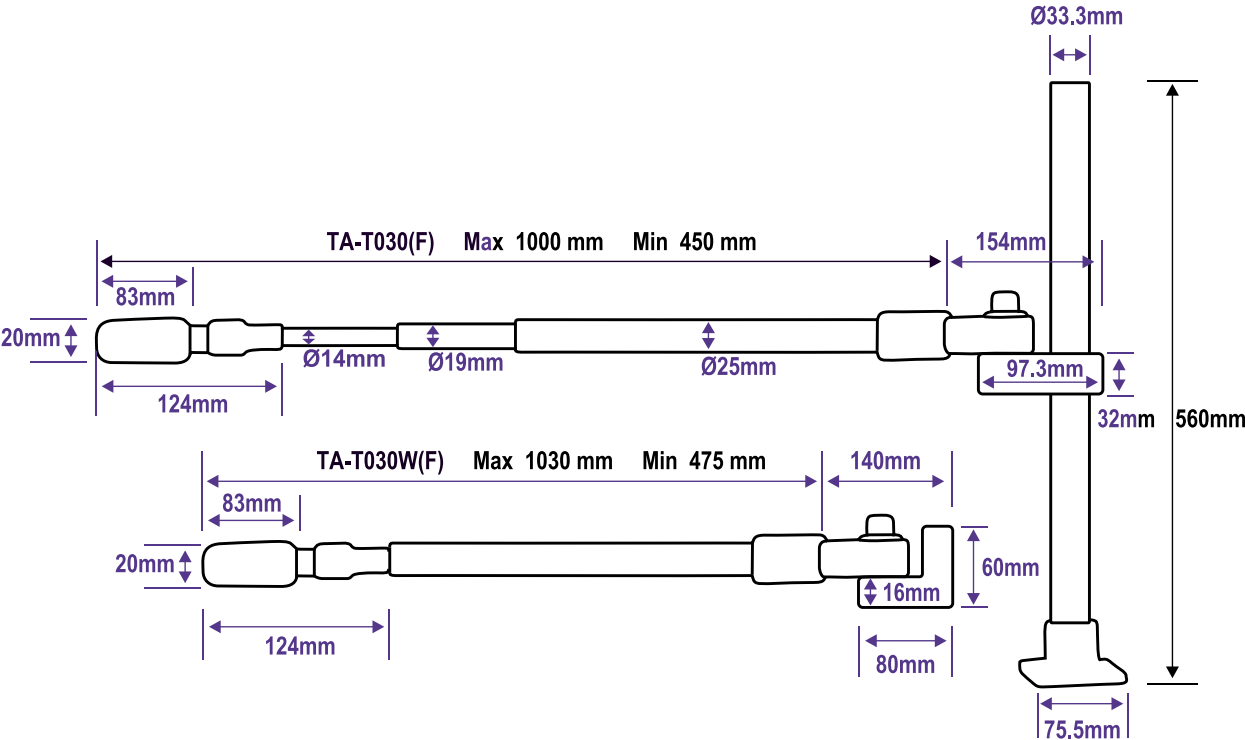 Ø33.3mm
TA-T030(F) Max 1000 mm Min 450 mm
154mm
83mm
20mm
Ø14mm
Ø19mm
Ø25mm
97.3mm
124mm
32mm
560mm
TA-T030W(F) Max 1030 mm Min 475 mm
140mm
83mm
20mm
60mm
16mm
124mm
80mm
75.5mm